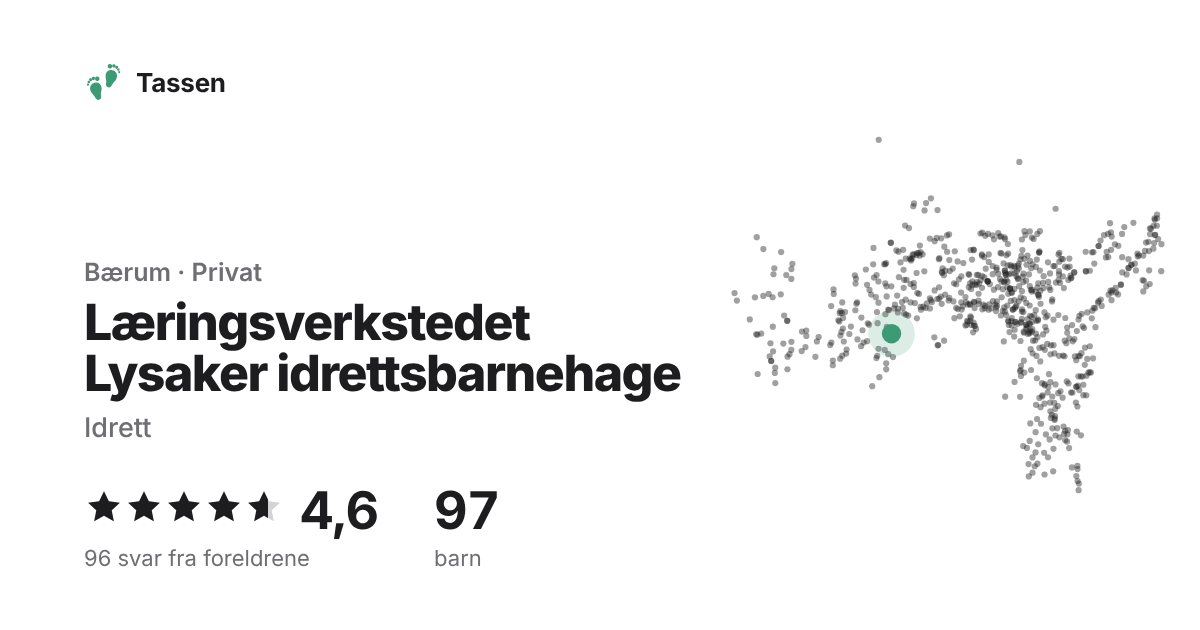 Tassen
Bærum · Privat
Læringsverkstedet
Lysaker idrettsbarnehage
Idrett
4,6
97
96 svar fra foreldrene
barn